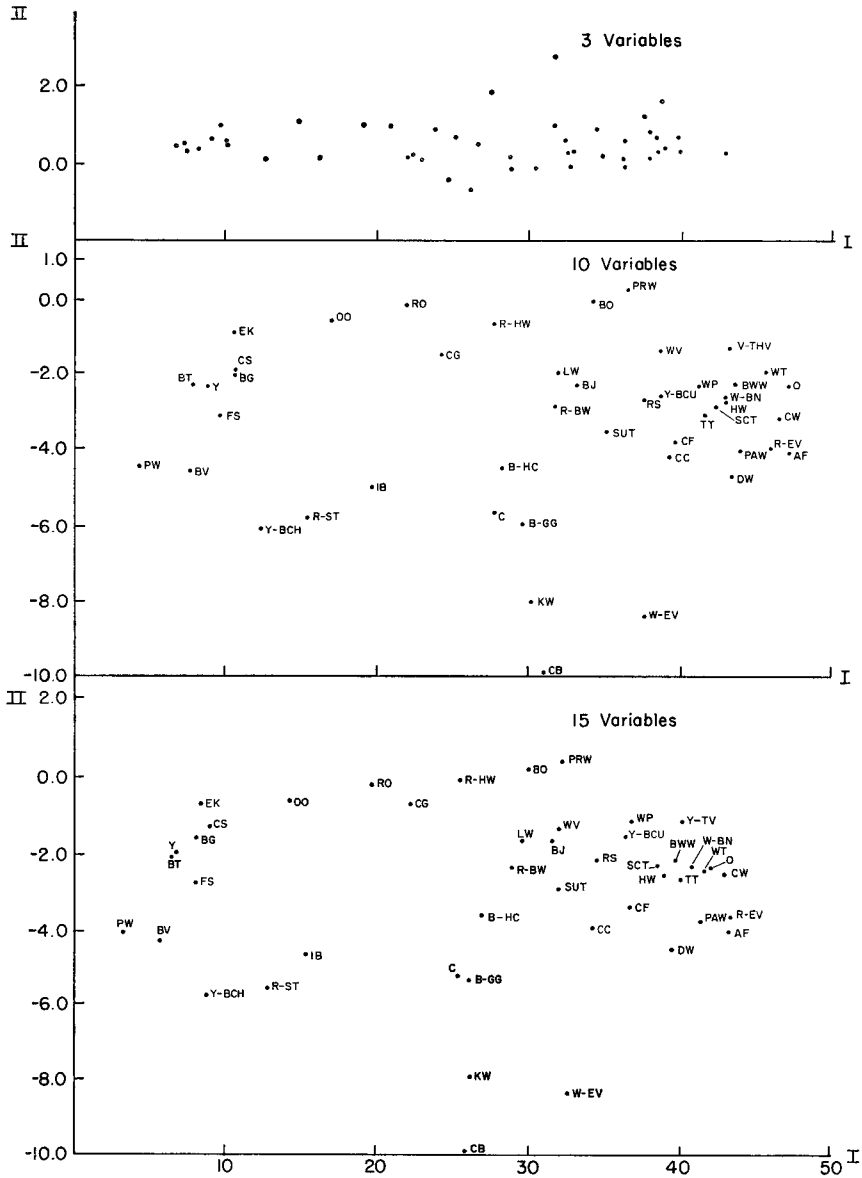 II
3 Variables
2.0
0.0
II
I
10 Variables
1.0
0.0
-2.0
-4.0
-6.0
-8.0
-10.0
PRW
BO
RO
OO
R-HW
EK
V-THV
WV
CG
CS
BG
LW
WT
BT
Y
BJ
WP
BWW
O
Y-BCU
W-BN
RS
HW
R-BW
SCT
FS
TT
CW
SUT
CF
R-EV
PAW
AF
CC
PW
BV
B-HC
DW
IB
C
R-ST
B-GG
Y-BCH
KW
W-EV
CB
I
II
15 Variables
2.0
0.0
-2.0
-4.0
-6.0
-8.0
-10.0
PRW
BO
R-HW
RO
EK
OO
CG
CS
WV
WP
Y-TV
LW
Y-BCU
BG
BJ
BWW
W-BN
Y
WT
BT
RS
SCT
O
R-BW
HW
TT
CW
FS
SUT
CF
B-HC
PAW
R-EV
PW
BV
CC
AF
DW
IB
C
B-GG
R-ST
Y-BCH
KW
W-EV
CB
I
10
20
30
40
50